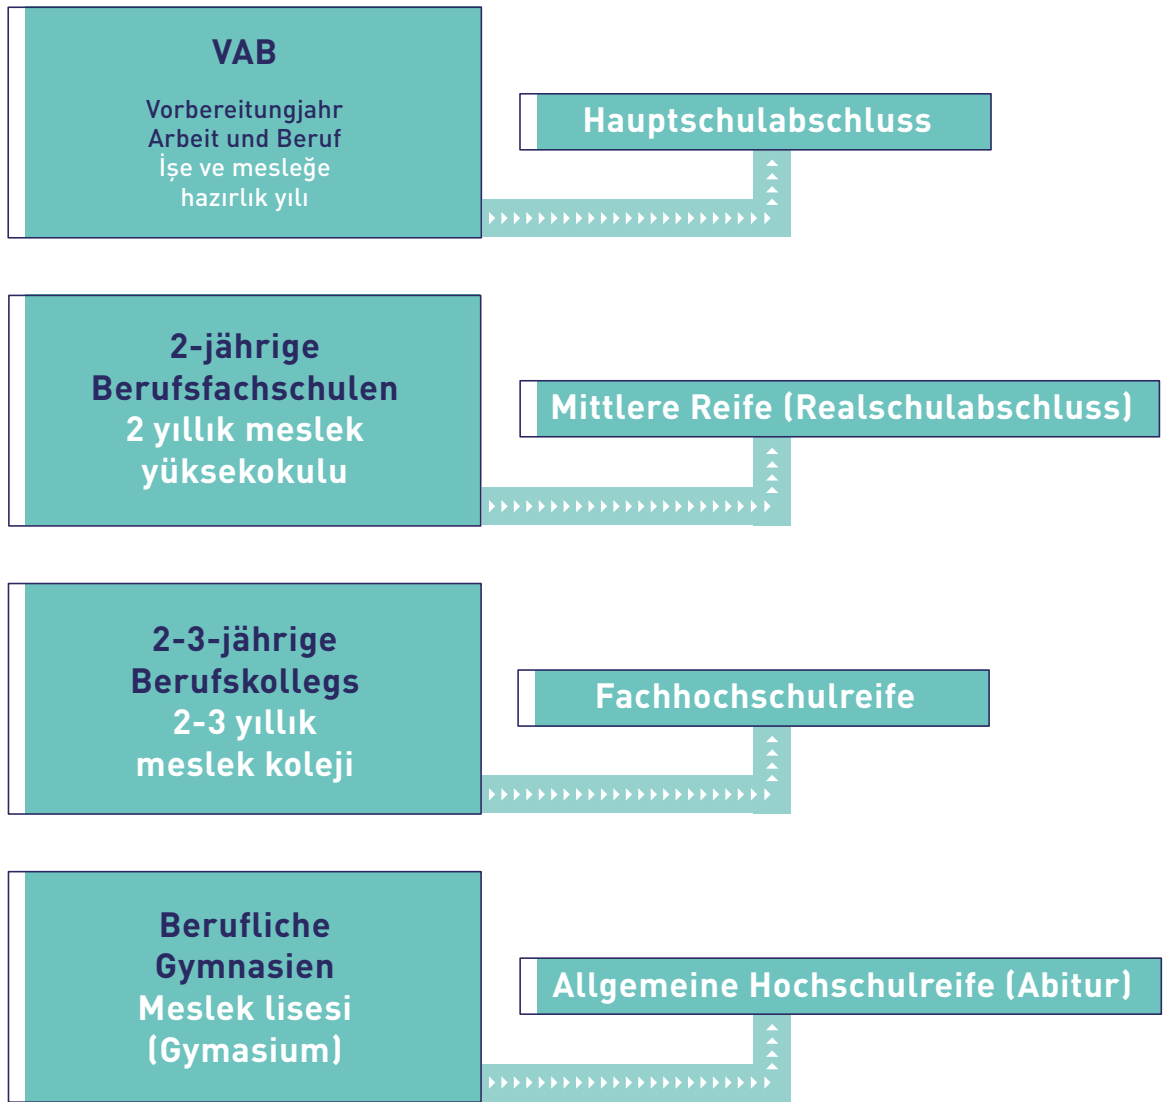 VAB
Vorbereitungjahr
Arbeit und Beruf
İşe ve mesleğe
hazırlık yılı
Hauptschulabschluss
2-jährige
Berufsfachschulen
2 yıllık meslek
yüksekokulu
Mittlere Reife (Realschulabschluss)
2-3-jährige
Berufskollegs
2-3 yıllık
meslek koleji
Fachhochschulreife
Berufliche
Gymnasien
Meslek lisesi
(Gymasium)
Allgemeine Hochschulreife (Abitur)